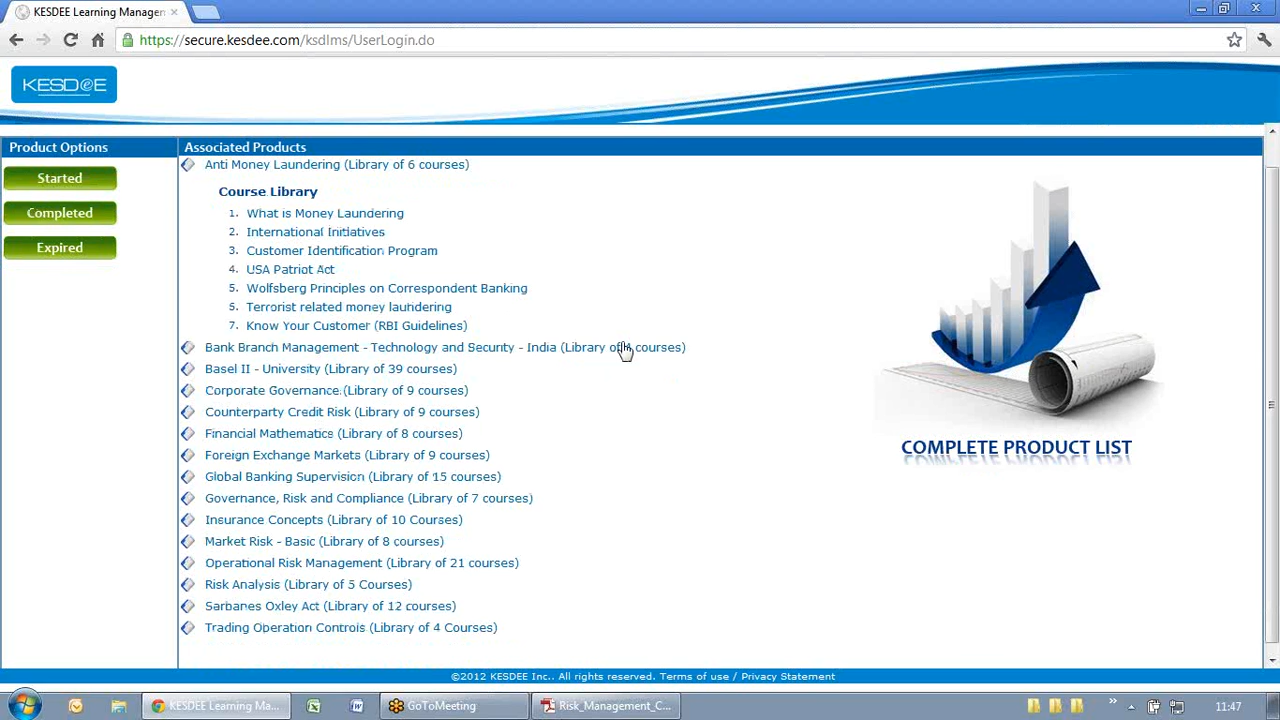 KESDEE Learning Managem
https://secure.kesdee.com/ksdlms/UserLogin.do
KESDEE
Product Options
Started
Completed
Expired
Associated Products
Anti Money Laundering (Library of 6 courses)
Course Library
1. What is Money Laundering
2. International Initiatives
3. Customer Identification Program
4. USA Patriot Act
5. Wolfsberg Principles on Correspondent Banking
6. Terrorist related money laundering
7. Know Your Customer (RBI Guidelines)
Bank Branch Management - Technology and Security - India (Library of courses)
Basel II - University (Library of 39 courses)
Corporate Governance (Library of 9 courses)
Counterparty Credit Risk (Library of 9 courses)
Financial Mathematics (Library of 8 courses)
Foreign Exchange Markets (Library of 9 courses)
Global Banking Supervision (Library of 15 courses)
Governance, Risk and Compliance (Library of 7 courses)
Insurance Concepts (Library of 10 Courses)
Market Risk - Basic (Library of 8 courses)
Operational Risk Management (Library of 21 courses)
Risk Analysis (Library of 5 Courses)
Sarbanes Oxley Act (Library of 12 courses)
Trading Operation Controls (Library of 4 Courses)
COMPLETE PRODUCT LIST
©2012 KESDEE Inc.. All rights reserved. Terms of use / Privacy Statement
KESDEE Learning Ma...
GoToMeeting
Risk_Management_C...
11:47